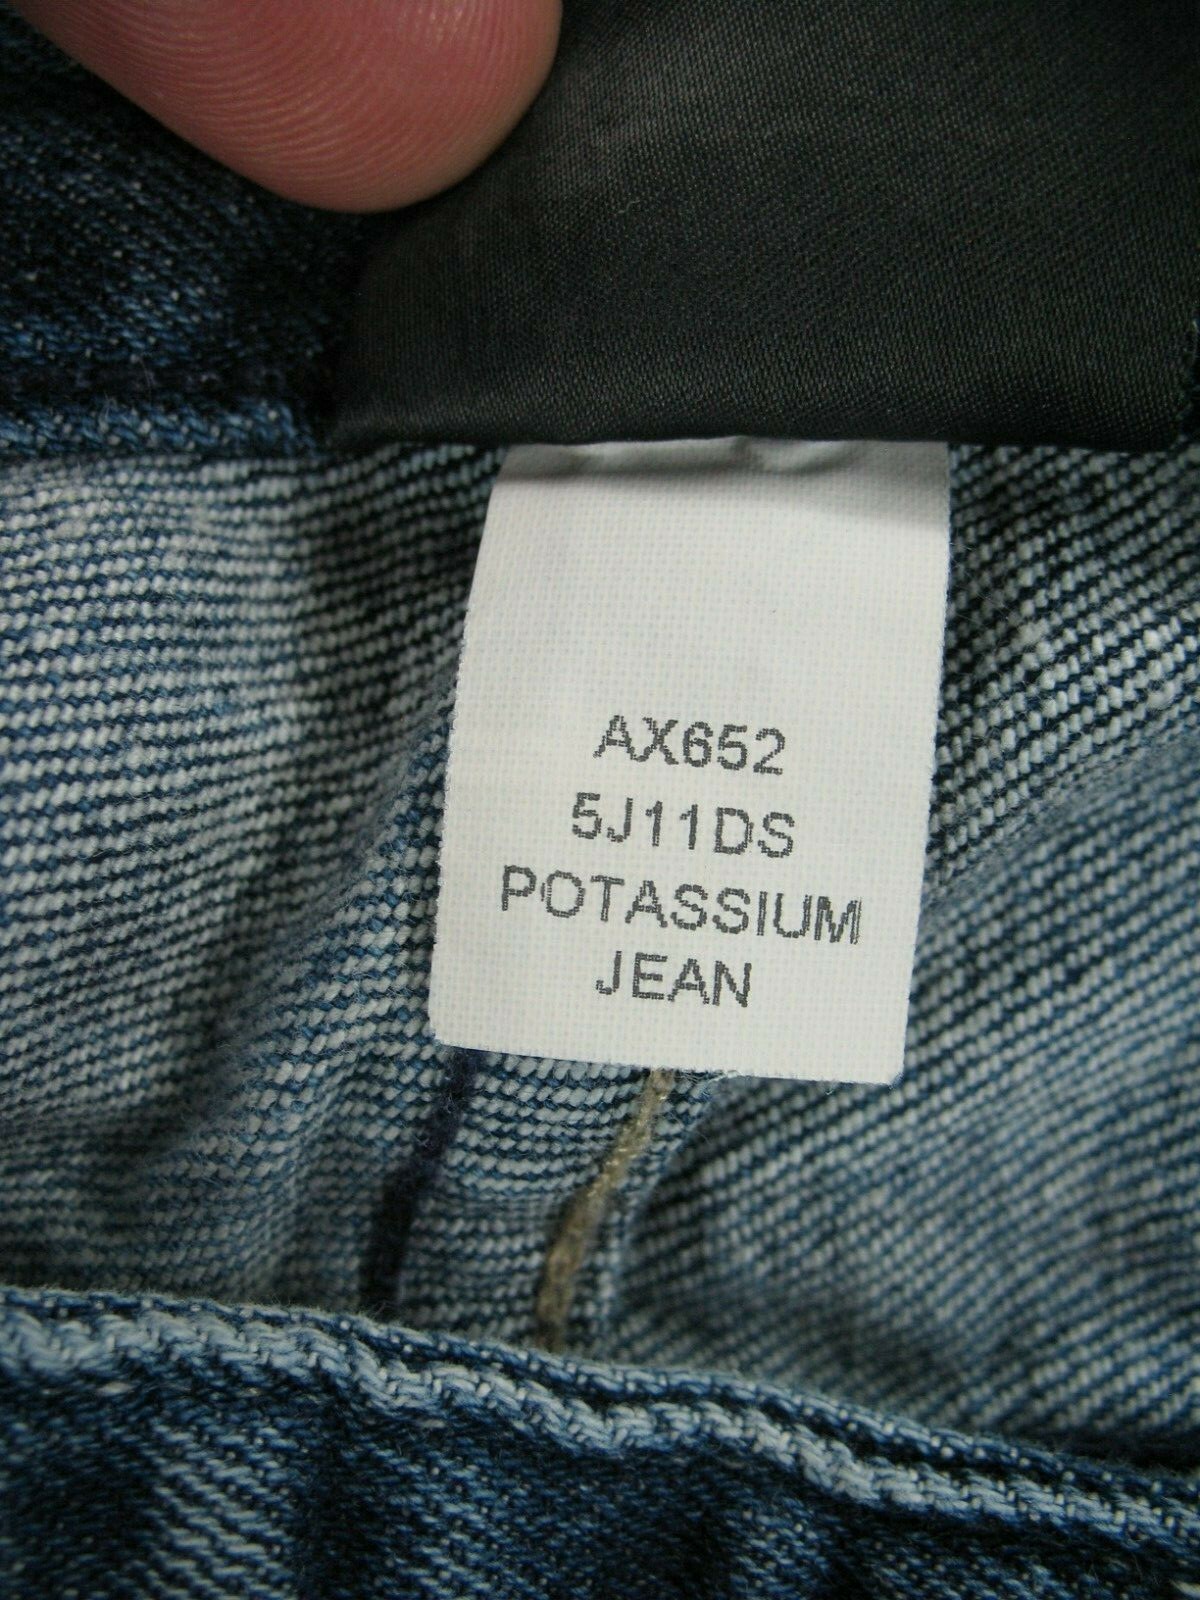 AX652
5J11DS
POTASSIUM
JEAN